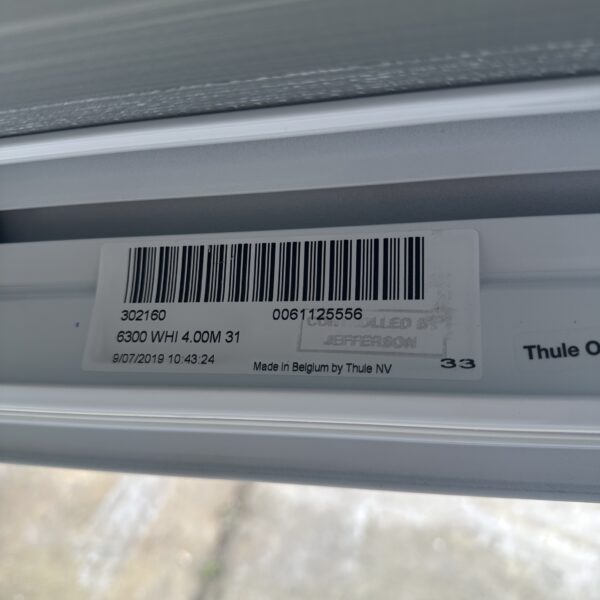 302160 0061125556
6300 WHI 4.00M 31
CONTROLLED BY
JEFFERSON
9/07/2019 10:43:24
Made in Belgium by Thule NV
33
Thule O